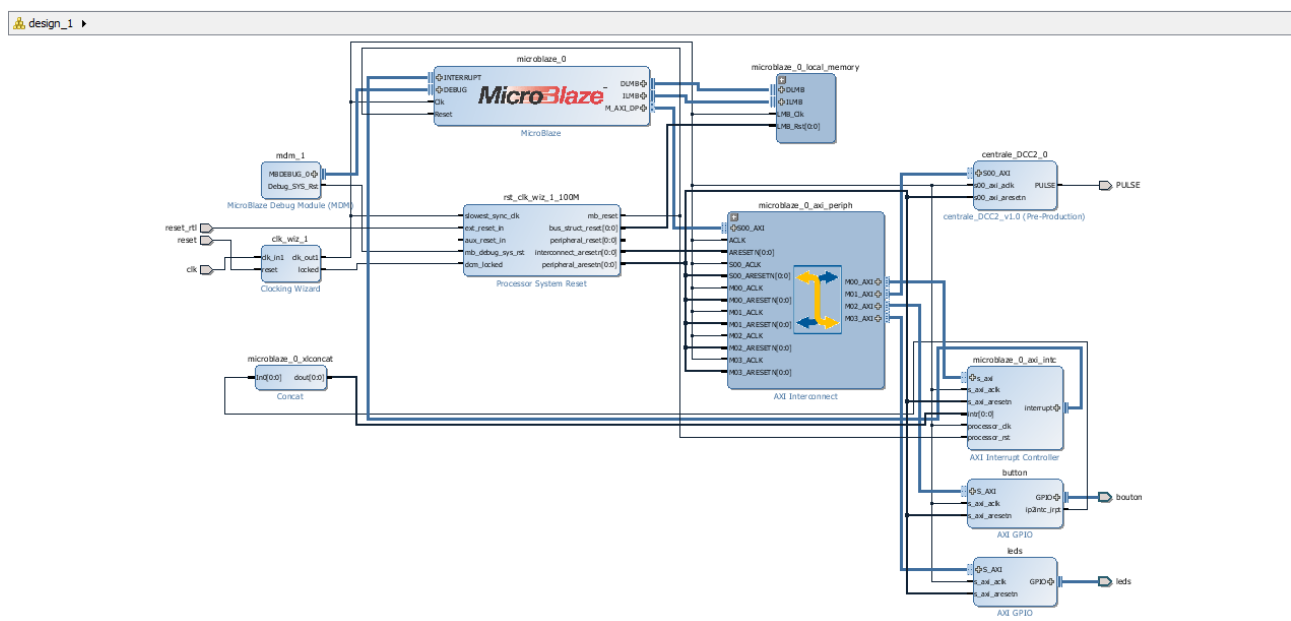 design_1
microblaze_0
INTERRUPT
DEBUG
Clk
Reset
DLMB
ILMB
M_AXI_DP
MicroBlaze
MicroBlaze
microblaze_0_local_memory
DLMB
ILMB
LMB_Clk
LMB_Rst[0:0]
mdm_1
MBDEBUG_0
Debug_SYS_Rst
MicroBlaze Debug Module (MDM)
centrale_DCC2_0
S00_AXI
s00_axi_aclk
s00_axi_aresetn
PULSE
PULSE
centrale_DCC2_v1.0 (Pre-Production)
rst_clk_wiz_1_100M
slowest_sync_clk
ext_reset_in
aux_reset_in
mb_debug_sys_rst
dcm_locked
mb_reset
bus_struct_reset[0:0]
peripheral_reset[0:0]
interconnect_aresetn[0:0]
peripheral_aresetn[0:0]
Processor System Reset
reset_rtl
reset
clk
clk_wiz_1
clk_in1
reset
clk_out1
locked
Clocking Wizard
microblaze_0_axi_periph
S00_AXI
ACLK
ARESETN[0:0]
S00_ACLK
S00_ARESETN[0:0]
M00_ACLK
M00_ARESETN[0:0]
M01_ACLK
M01_ARESETN[0:0]
M02_ACLK
M02_ARESETN[0:0]
M03_ACLK
M03_ARESETN[0:0]
M00_AXI
M01_AXI
M02_AXI
M03_AXI
AXI Interconnect
microblaze_0_xlconcat
In0[0:0]
dout[0:0]
Concat
microblaze_0_axi_intc
s_axi
s_axi_aclk
s_axi_aresetn
intr[0:0]
processor_clk
processor_rst
interrupt
AXI Interrupt Controller
button
S_AXI
s_axi_aclk
s_axi_aresetn
GPIO
ip2intc_irpt
bouton
AXI GPIO
leds
S_AXI
s_axi_aclk
s_axi_aresetn
GPIO
leds
AXI GPIO